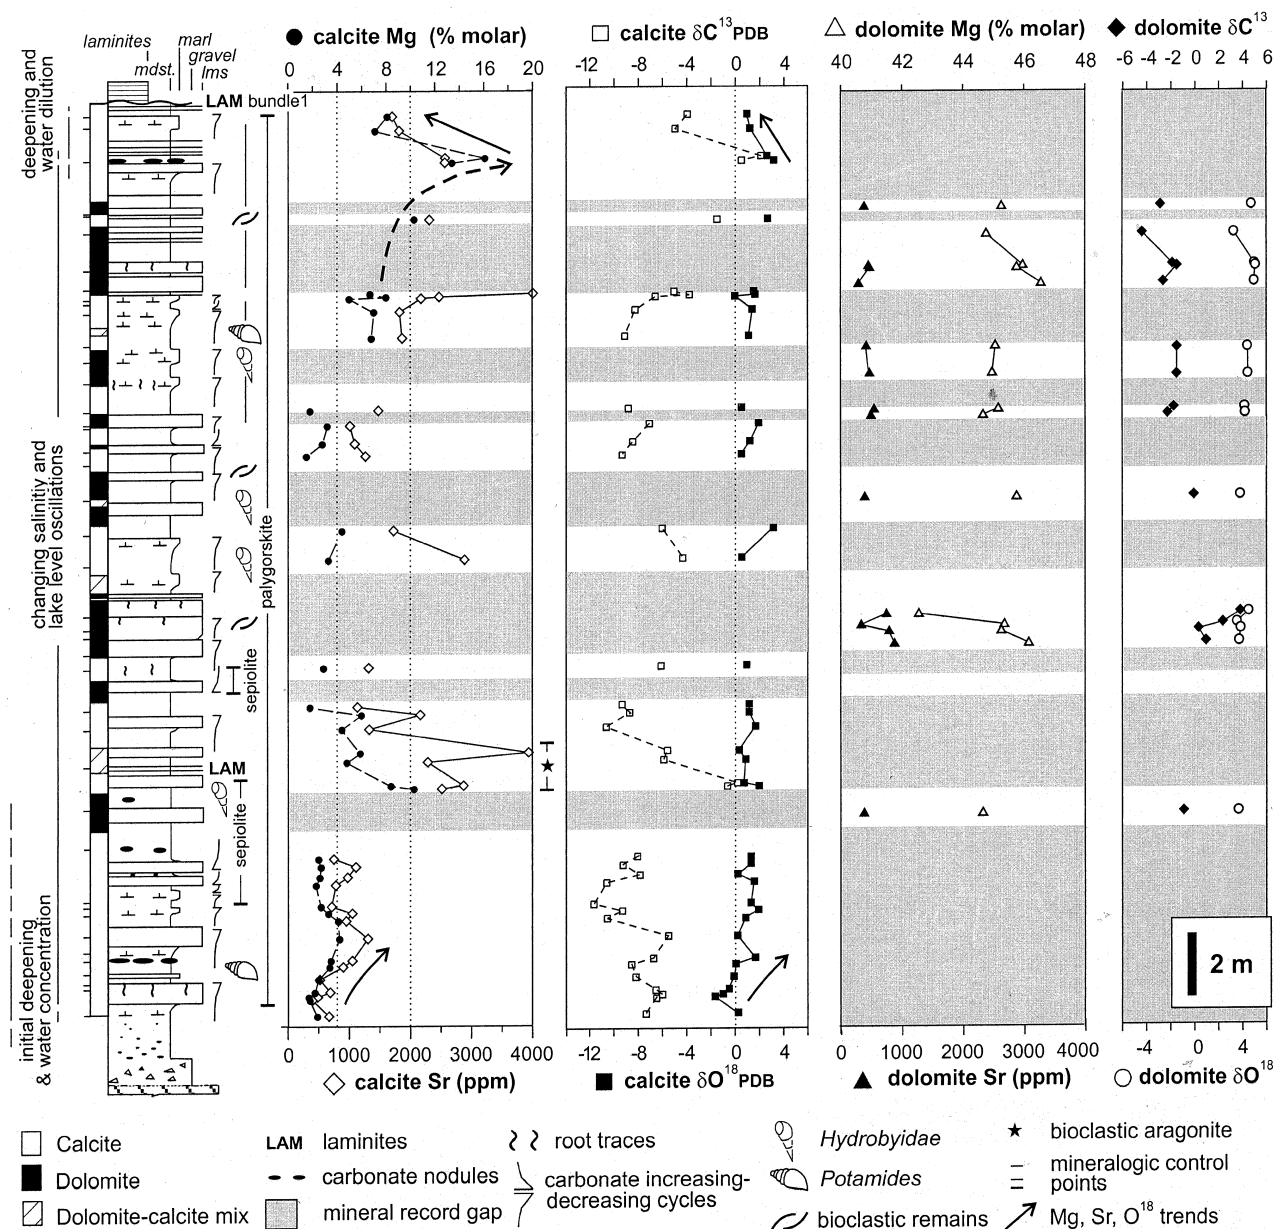 laminites
marl
gravel
mdst.
lms
calcite Mg (% molar)
calcite δC13PDB
dolomite Mg (% molar)
dolomite δC13
0 4 8 12 16 20
-12 -8 -4 0 4
40 42 44 46 48
-6 -4 -2 0 2 4 6
LAM bundle1
deepening and
water dilution
changing salinitiy and
lake level oscillations
initial deepening
& water concentration
palygorskite
sepiolite
LAM
sepiolite
2 m
0 1000 2000 3000 4000
-12 -8 -4 0 4
0 1000 2000 3000 4000
-4 0 4
calcite Sr (ppm)
calcite δO18PDB
dolomite Sr (ppm)
dolomite δO18
Calcite
Dolomite
Dolomite-calcite mix
LAM laminites
carbonate nodules
mineral record gap
root traces
carbonate increasing-
decreasing cycles
Hydrobyidae
Potamides
bioclastic remains
bioclastic aragonite
mineralogic control
points
Mg, Sr, O18 trends